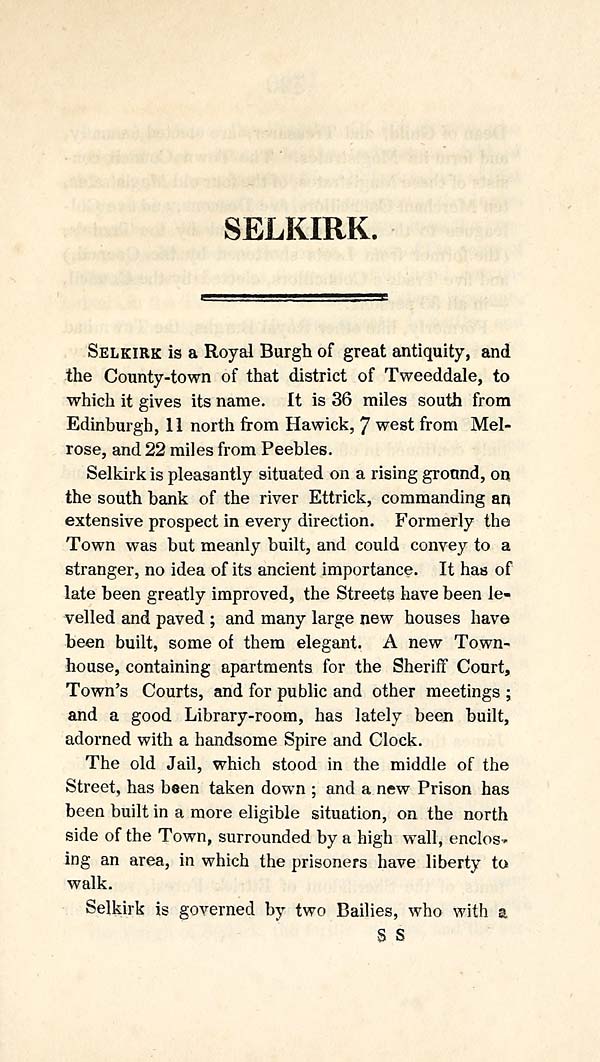 SELKIRK.
SELKIRK is a Royal Burgh of great antiquity, and
the County-town of that district of Tweeddale, to
which it gives its name. It is 36 miles south from
Edinburgh, 11 north from Hawick, 7 west from Mel-
rose, and 22 miles from Peebles.
Selkirk is pleasantly situated on a rising ground, on
the south bank of the river Ettrick, commanding an
extensive prospect in every direction. Formerly the
Town was but meanly built, and could convey to a
stranger, no idea of its ancient importance. It has of
late been greatly improved, the Streets have been le-
velled and paved ; and many large new houses have
been built, some of them elegant. A new Town-
house, containing apartments for the Sheriff Court,
Town's Courts, and for public and other meetings ;
and a good Library-room, has lately been built,
adorned with a handsome Spire and Clock.
The old Jail, which stood in the middle of the
Street, has been taken down ; and a new Prison has
been built in a more eligible situation, on the north
side of the Town, surrounded by a high wall, enclos-
ing an area, in which the prisoners have liberty to
walk.
Selkirk is governed by two Bailies, who with a
S S